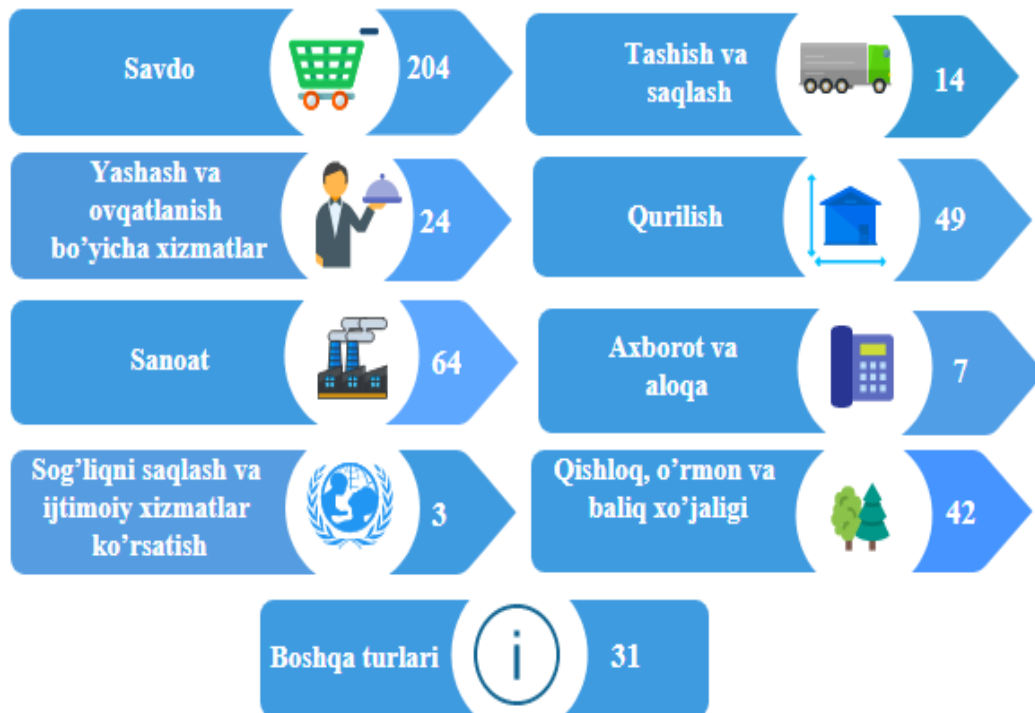 Savdo
204
Tashish va
saqlash
14
Yashash va
ovqatlanish
bo’yicha xizmatlar
24
Qurilish
49
Sanoat
64
Axborot va
aloqa
7
Sog’liqni saqlash va
ijtimoiy xizmatlar
ko’rsatish
3
Qishloq, o’rmon va
baliq xo’jaligi
42
Boshqa turlari
31